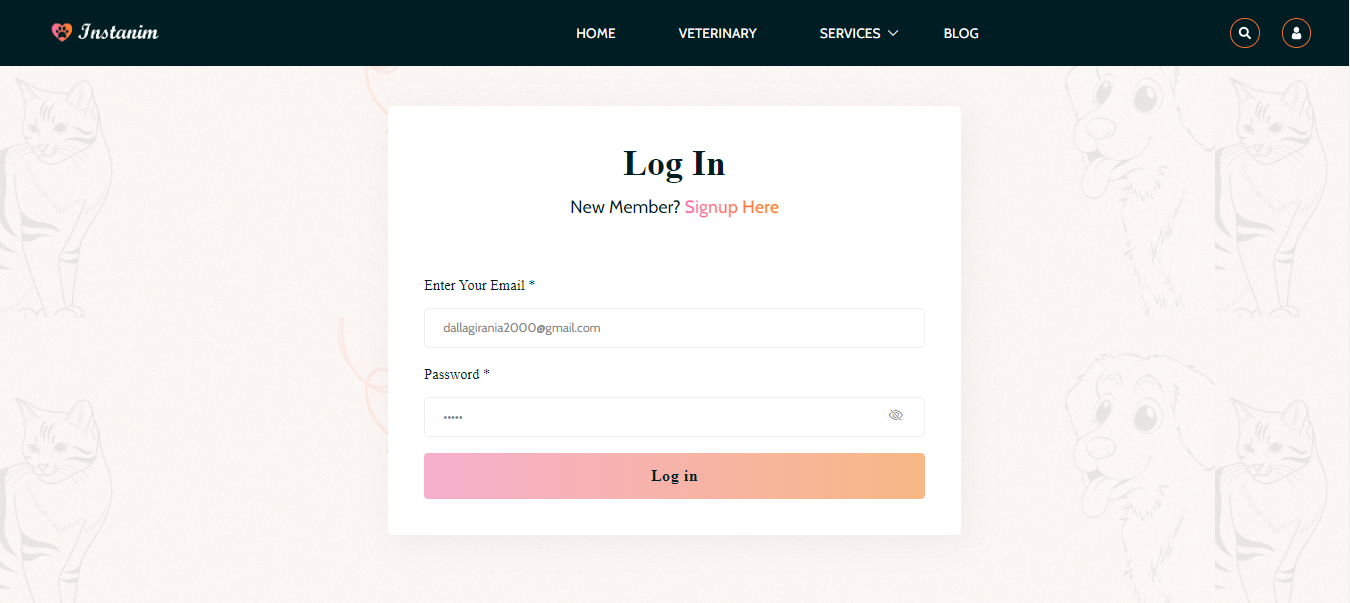 Instanim
HOME
VETERINARY
SERVICES
BLOG
Log In
New Member? Signup Here
Enter Your Email *
dallagirania2000@gmail.com
Password *
•••••
Log in